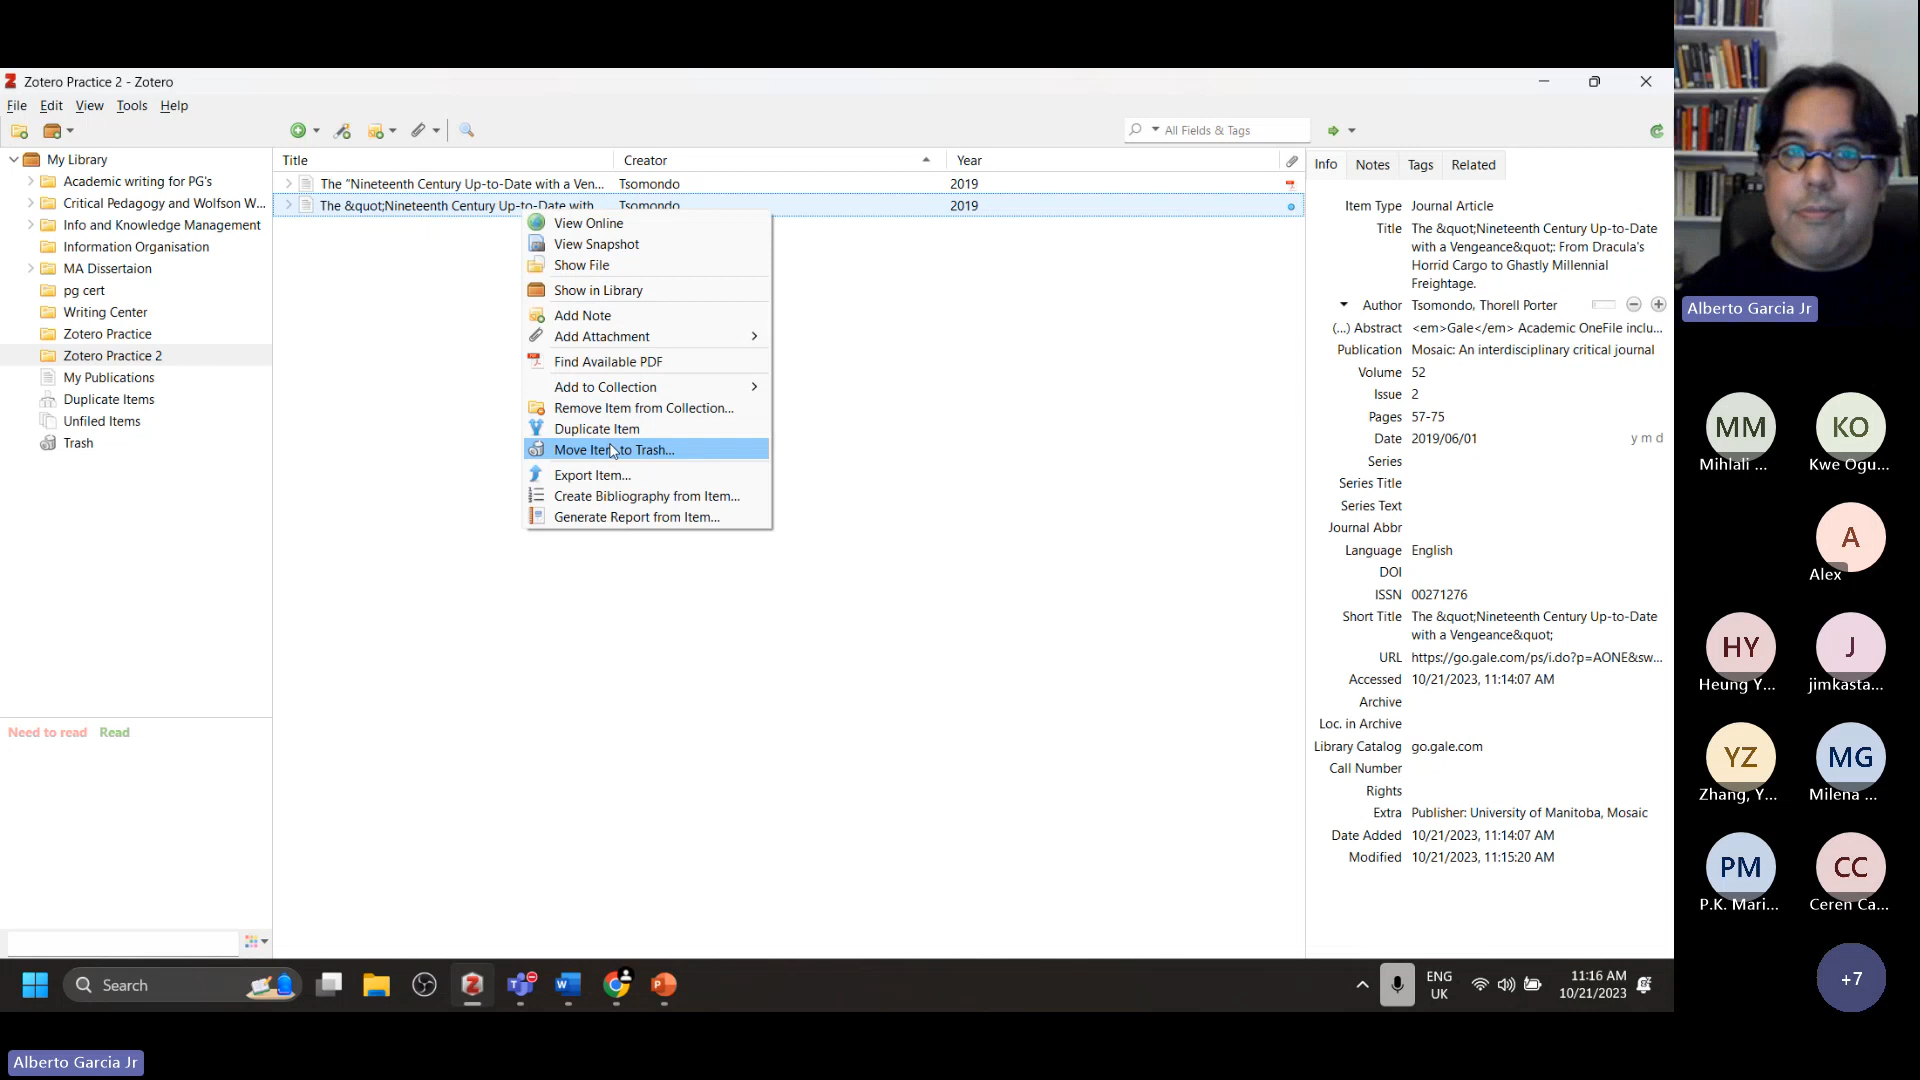 Zotero Practice 2 - Zotero
File Edit View Tools Help
All Fields & Tags
My Library
Academic writing for PG's
Critical Pedagogy and Wolfson W...
Info and Knowledge Management
Information Organisation
MA Dissertaion
pg cert
Writing Center
Zotero Practice
Zotero Practice 2
My Publications
Duplicate Items
Unfiled Items
Trash
Need to read Read
Title Creator Year
The "Nineteenth Century Up-to-Date with a Ven... Tsomondo 2019
The &quot;Nineteenth Century Up-to-Date with Tsomondo 2019
View Online
View Snapshot
Show File
Show in Library
Add Note
Add Attachment
Find Available PDF
Add to Collection
Remove Item from Collection...
Duplicate Item
Move Item to Trash...
Export Item...
Create Bibliography from Item...
Generate Report from Item...
Info Notes Tags Related
Item Type Journal Article
Title The &quot;Nineteenth Century Up-to-Date
with a Vengeance&quot;: From Dracula's
Horrid Cargo to Ghastly Millennial
Freightage.
Author Tsomondo, Thorell Porter
(...) Abstract <em>Gale</em> Academic OneFile inclu...
Publication Mosaic: An interdisciplinary critical journal
Volume 52
Issue 2
Pages 57-75
Date 2019/06/01 y m d
Series
Series Title
Series Text
Journal Abbr
Language English
DOI
ISSN 00271276
Short Title The &quot;Nineteenth Century Up-to-Date
with a Vengeance&quot;
URL https://go.gale.com/ps/i.do?p=AONE&sw...
Accessed 10/21/2023, 11:14:07 AM
Archive
Loc. in Archive
Library Catalog go.gale.com
Call Number
Rights
Extra Publisher: University of Manitoba, Mosaic
Date Added 10/21/2023, 11:14:07 AM
Modified 10/21/2023, 11:15:20 AM
Search
ENG
UK
11:16 AM
10/21/2023
Alberto Garcia Jr
Alberto Garcia Jr
MM KO
Mihlali ... Kwe Ogu...
A
Alex
HY J
Heung Y... jimkasta...
YZ MG
Zhang, Y... Milena ...
PM CC
P.K. Mari... Ceren Ca...
+7